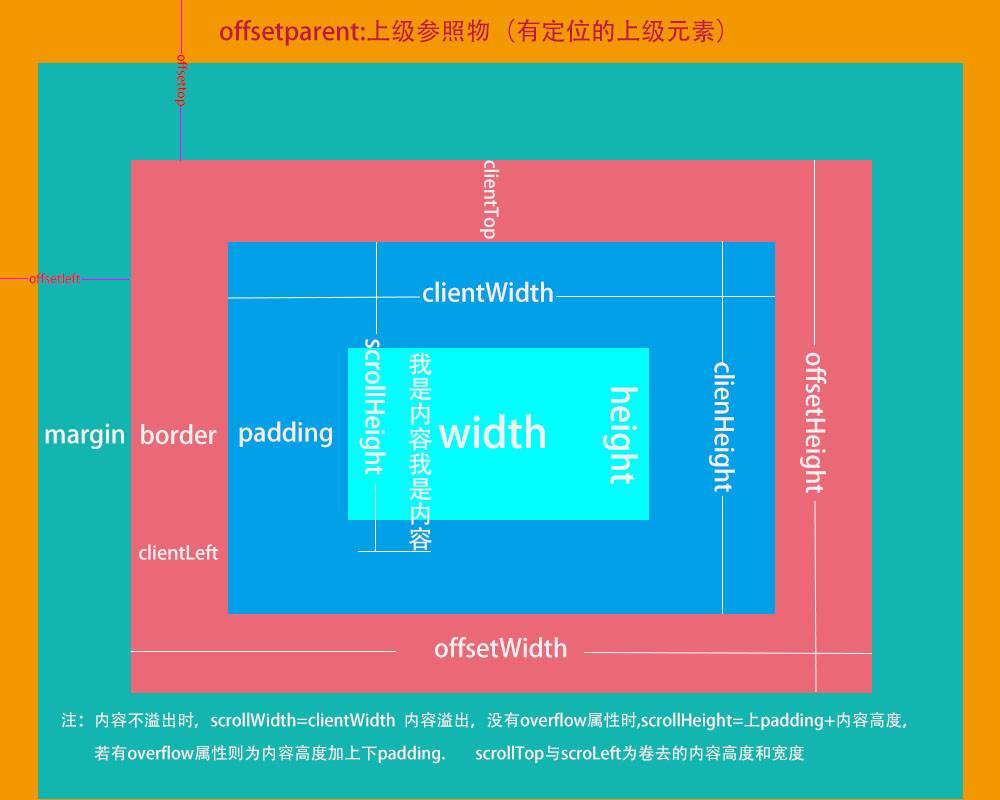 offsetparent:上级参照物（有定位的上级元素）
offsettop
clientTop
offsetleft
clientWidth
scrollHeight
我是内容我是内容
width
height
clienHeight
offsetHeight
margin
border
padding
clientLeft
offsetWidth
注：内容不溢出时，scrollWidth=clientWidth 内容溢出，没有overflow属性时,scrollHeight=上padding+内容高度,
若有overflow属性则为内容高度加上下padding. scrollTop与scroLeft为卷去的内容高度和宽度